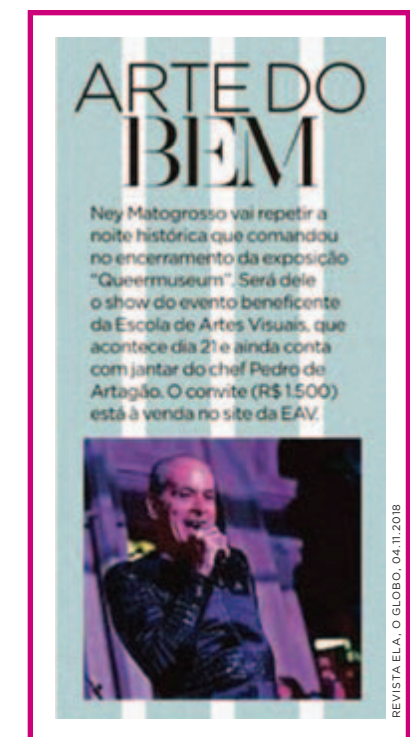 ARTE DO
BEM
Ney Matogrosso vai repetir a
noite histórica que comandou
no encerramento da exposição
"Queermuseum". Será dele
o show do evento beneficente
da Escola de Artes Visuais, que
acontece dia 21 e ainda conta
com jantar do chef Pedro de
Artagão. O convite (R$ 1.500)
está à venda no site da EAV.
REVISTA ELA, O GLOBO, 04.11.2018